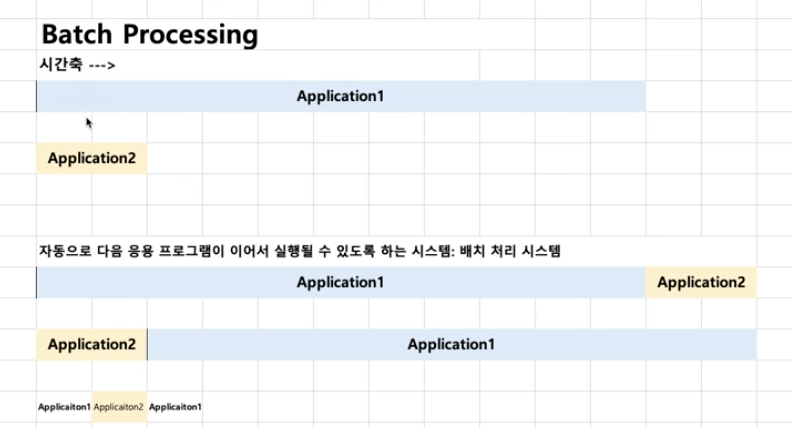 Batch Processing
시간축 --->
Application1
Application2
자동으로 다음 응용 프로그램이 이어서 실행될 수 있도록 하는 시스템: 배치 처리 시스템
Application1 Application2
Application2 Application1
Applicaiton1 Applicaiton2 Applicaiton1